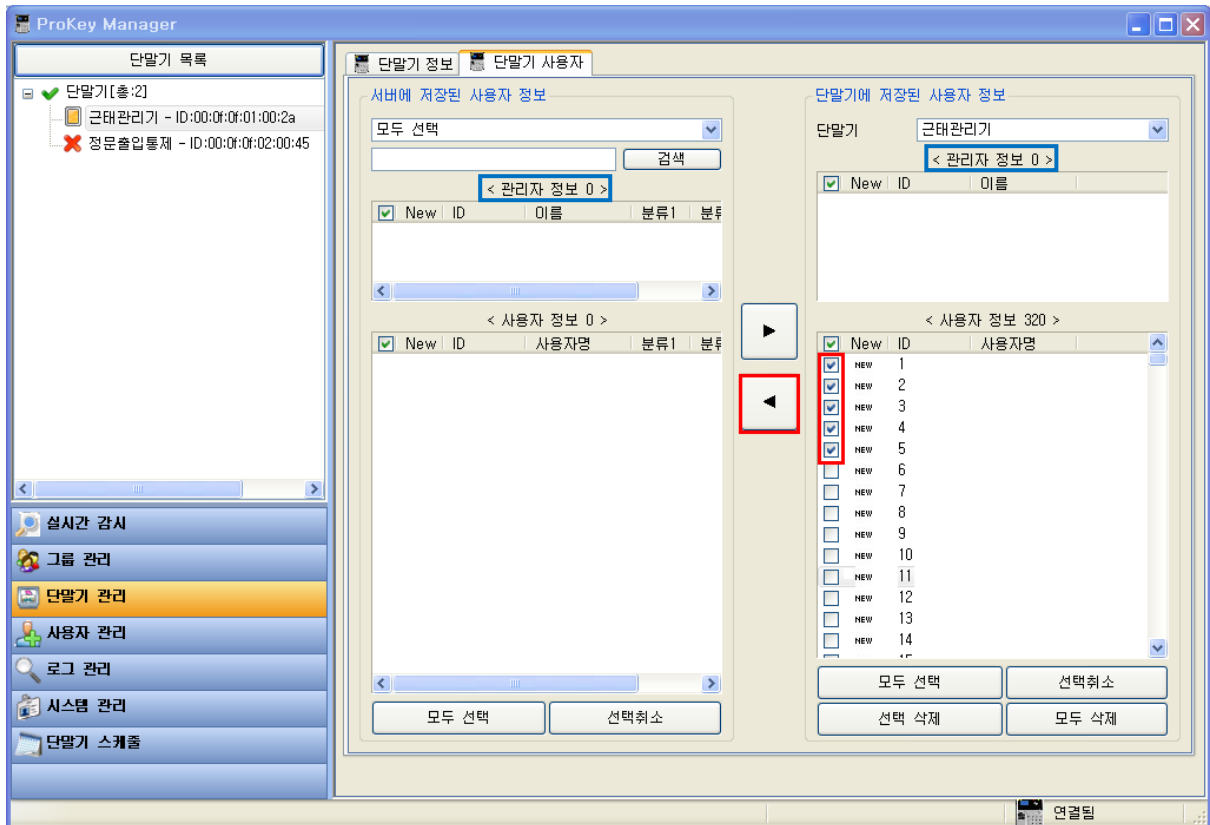 ProKey Manager
단말기 목록
단말기[총:2]
근태관리기 - ID:00:0f:0f:01:00:2a
정문출입통제 - ID:00:0f:0f:02:00:45
실시간 감시
그룹 관리
단말기 관리
사용자 관리
로그 관리
시스템 관리
단말기 스케줄
단말기 정보 단말기 사용자
서버에 저장된 사용자 정보
모두 선택
검색
< 관리자 정보 0 >
New ID 이름 분류1 분류
< 사용자 정보 0 >
New ID 사용자명 분류1 분류
모두 선택 선택취소
단말기에 저장된 사용자 정보
단말기 근태관리기
< 관리자 정보 0 >
New ID 이름
< 사용자 정보 320 >
New ID 사용자명
NEW 1
NEW 2
NEW 3
NEW 4
NEW 5
NEW 6
NEW 7
NEW 8
NEW 9
NEW 10
NEW 11
NEW 12
NEW 13
NEW 14
15
모두 선택 선택취소
선택 삭제 모두 삭제
연결됨